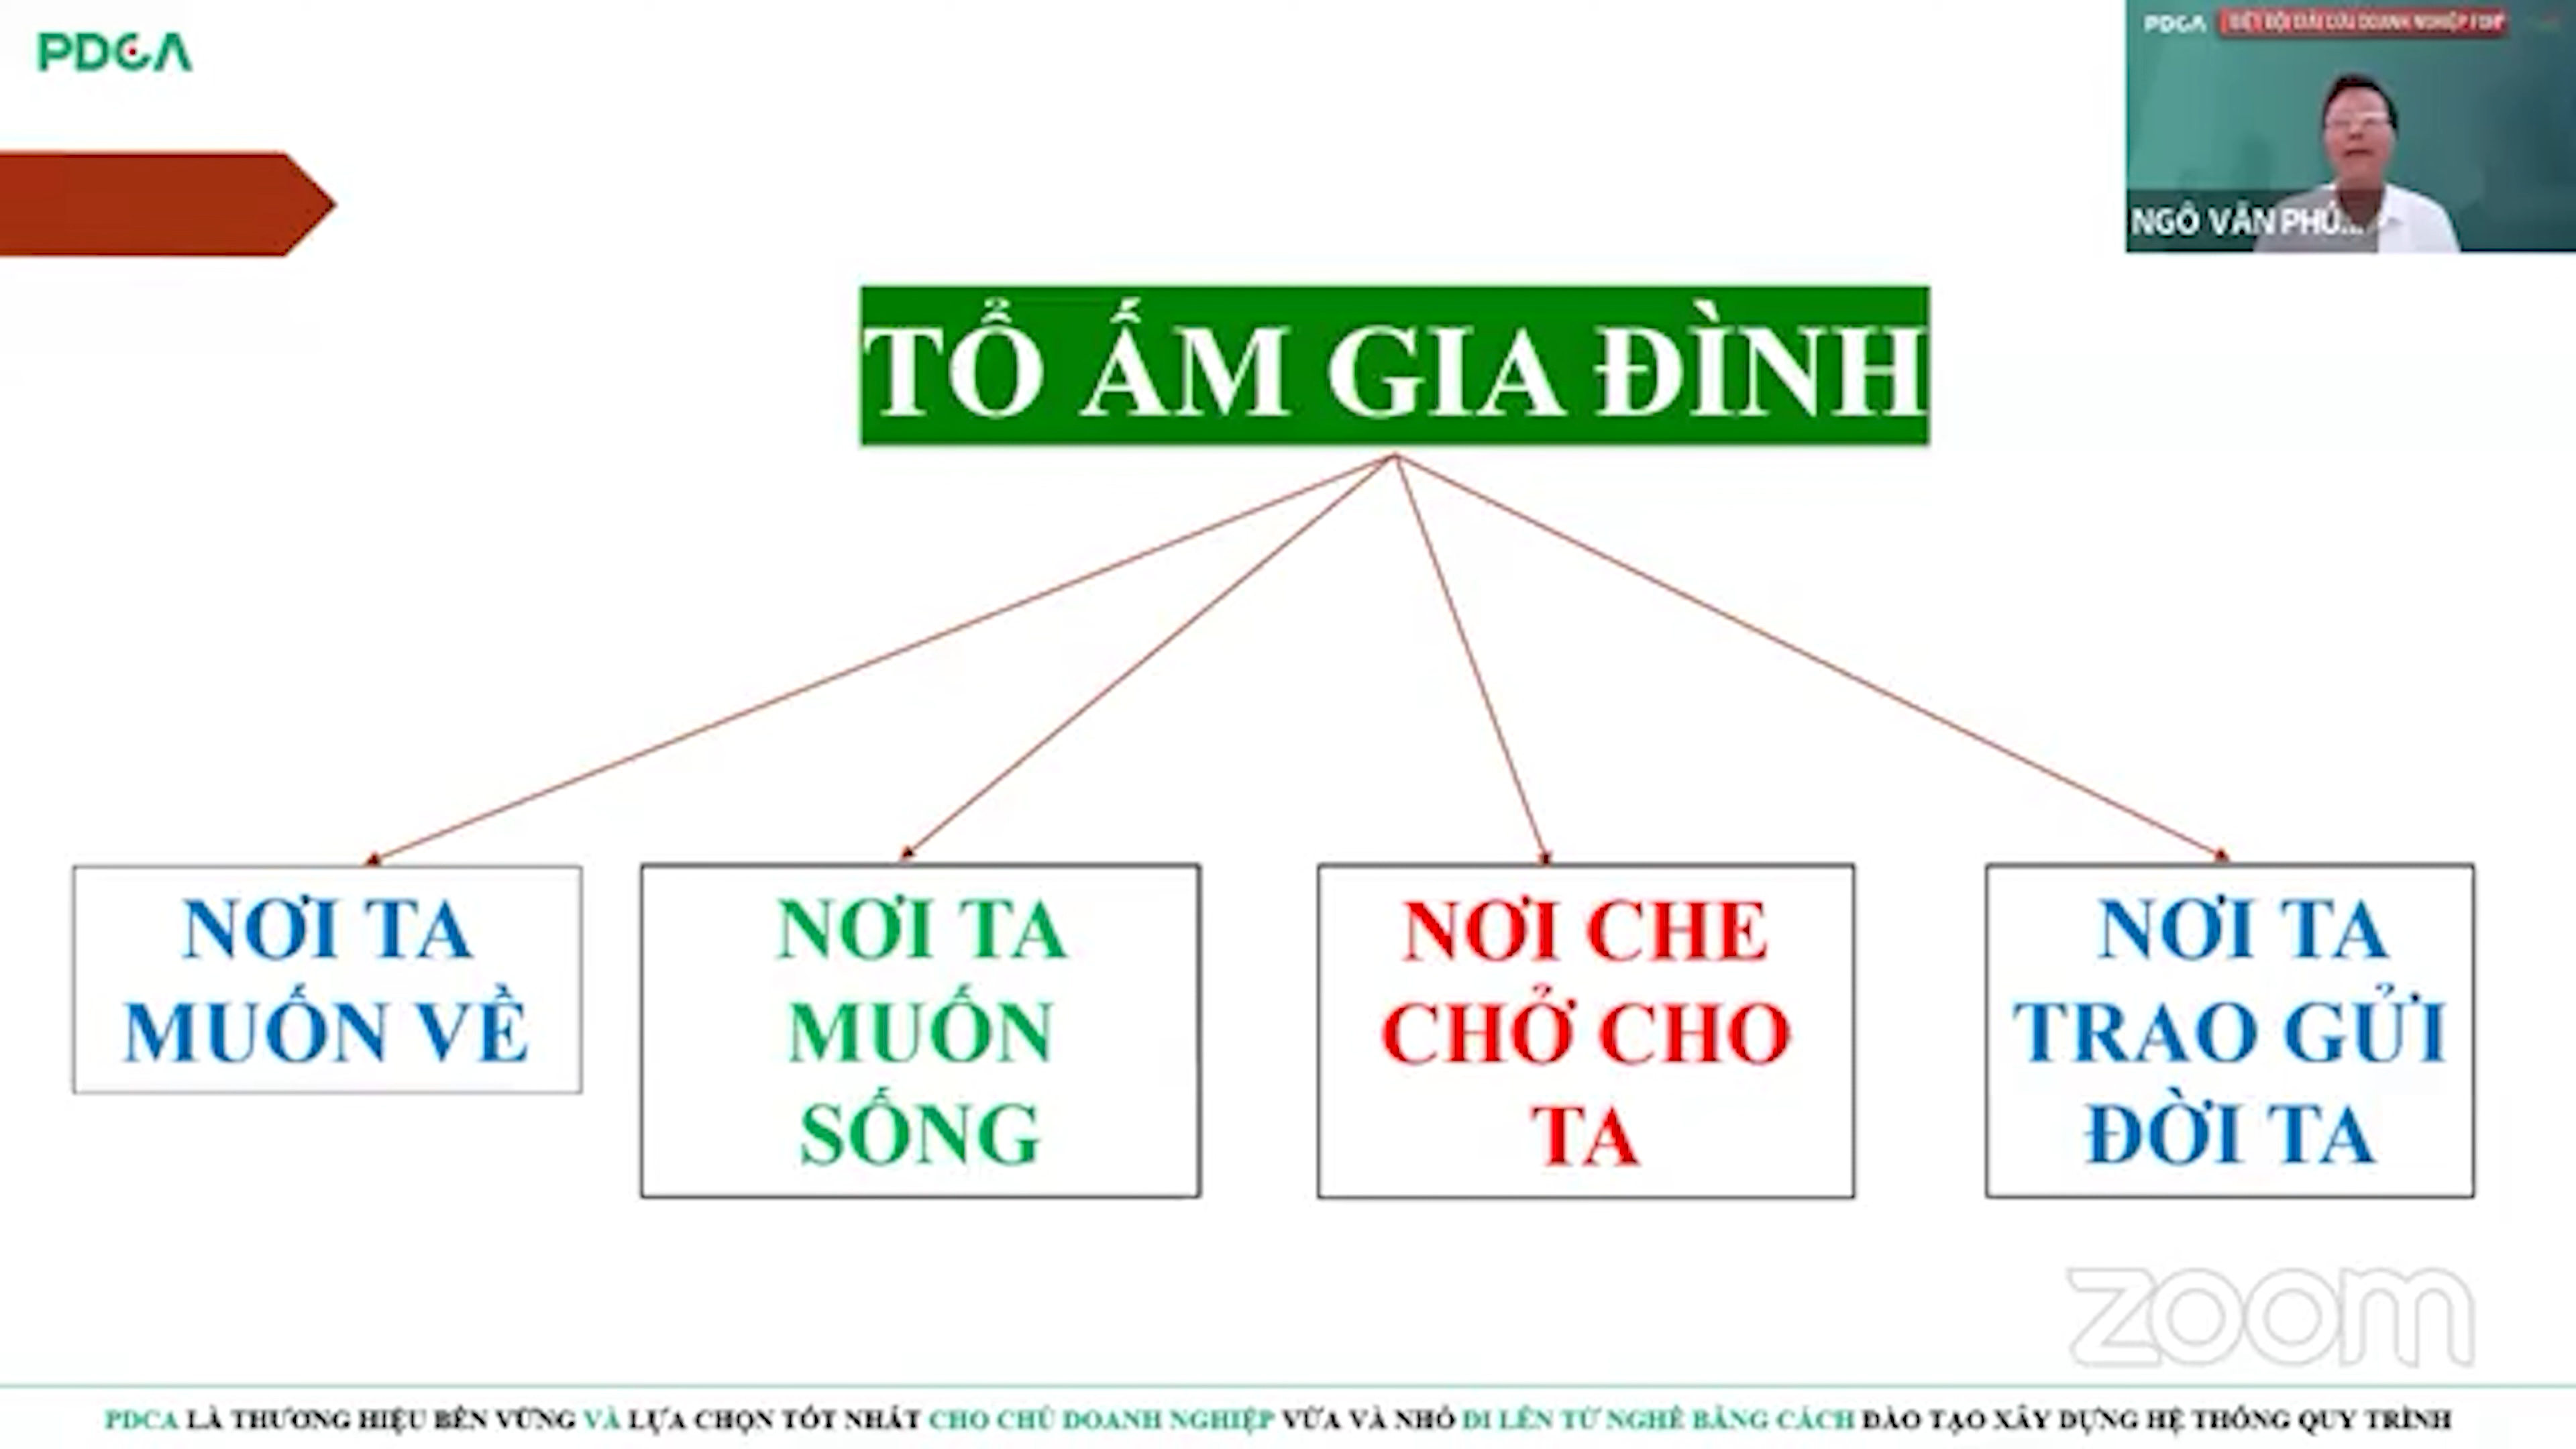 PDCA
PDCA
NGÔ VĂN PHÚ...
TỔ ẤM GIA ĐÌNH
NƠI TA
MUỐN VỀ
NƠI TA
MUỐN
SỐNG
NƠI CHE
CHỞ CHO
TA
NƠI TA
TRAO GỬI
ĐỜI TA
zoom
PDCA LÀ THƯƠNG HIỆU BỀN VỮNG VÀ LỰA CHỌN TỐT NHẤT CHO CHỦ DOANH NGHIỆP VỪA VÀ NHỎ ĐI LÊN TỪ NGHỀ BẰNG CÁCH ĐÀO TẠO XÂY DỰNG HỆ THỐNG QUY TRÌNH